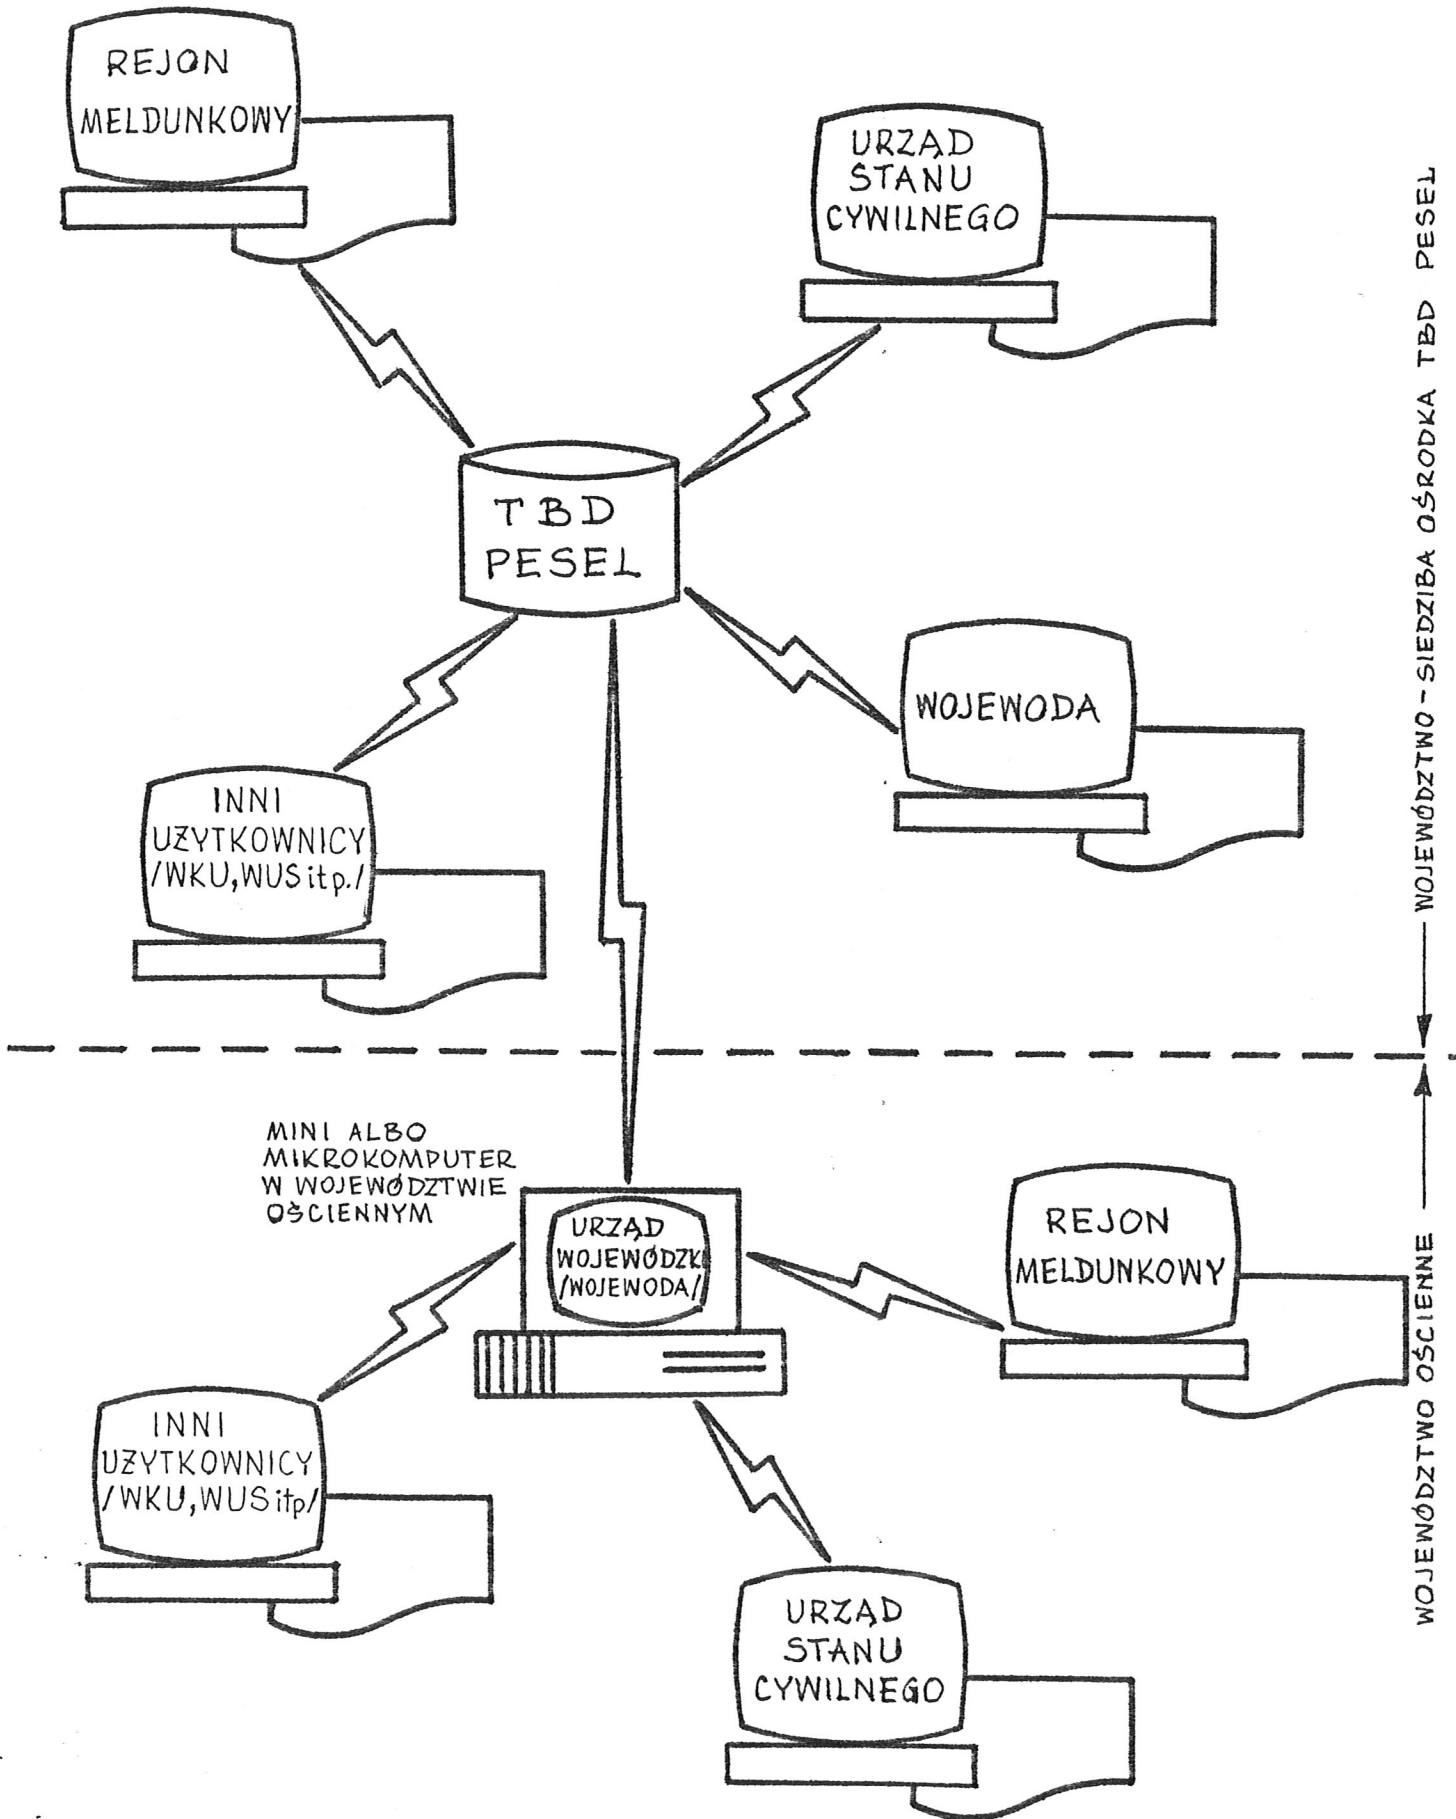 REJON
MELDUNKOWY
URZĄD
STANU
CYWILNEGO
TBD
PESEL
WOJEWODA
INNI
UŻYTKOWNICY
/WKU, WUS itp./
WOJEWÓDZTWO - SIEDZIBA OŚRODKA TBD PESEL
MINI ALBO
MIKROKOMPUTER
W WOJEWÓDZTWIE
OŚCIENNYM
URZĄD
WOJEWÓDZKI
/WOJEWODA/
REJON
MELDUNKOWY
INNI
UŻYTKOWNICY
/WKU, WUS itp/
URZĄD
STANU
CYWILNEGO
WOJEWÓDZTWO OŚCIENNE